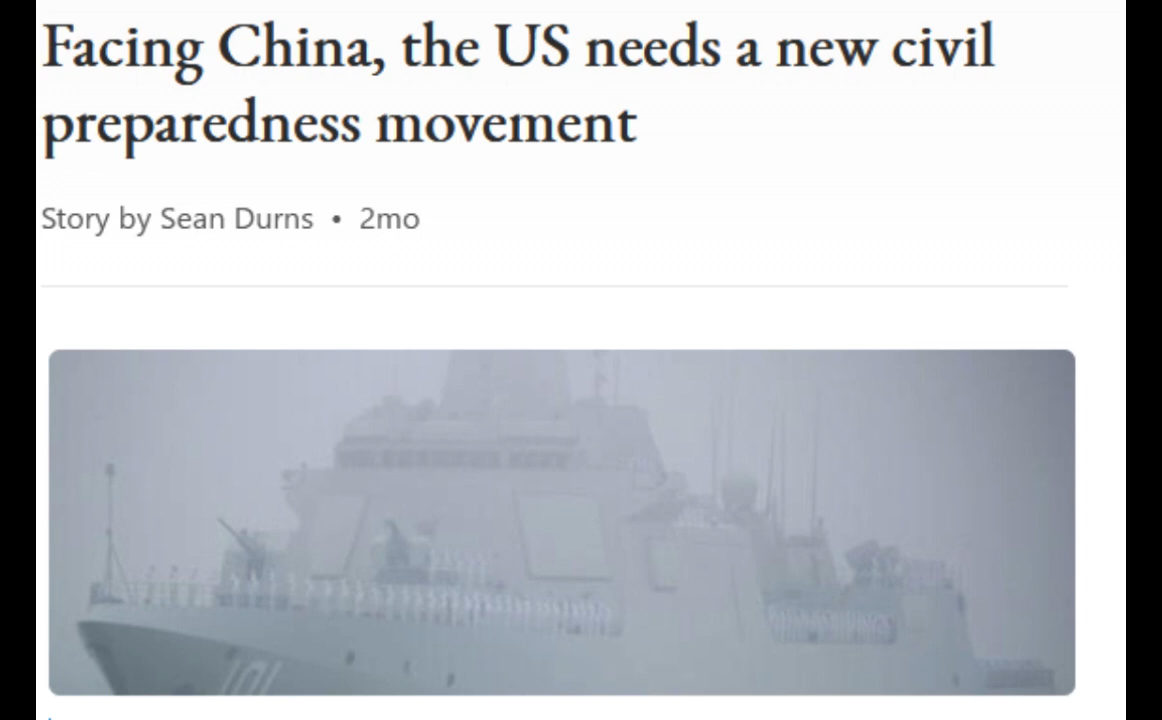 Facing China, the US needs a new civil
preparedness movement
Story by Sean Durns • 2mo
101